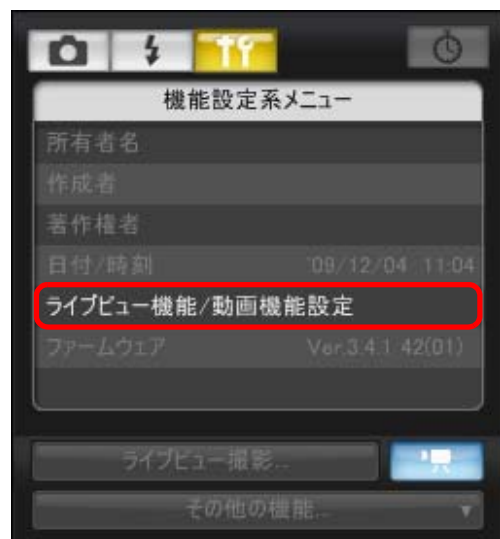 機能設定系メニュー
所有者名
作成者
著作権者
日付/時刻 '09/12/04 11:04
ライブビュー機能/動画機能設定
ファームウェア Ver.3.4.1 42(01)
ライブビュー撮影...
その他の機能...